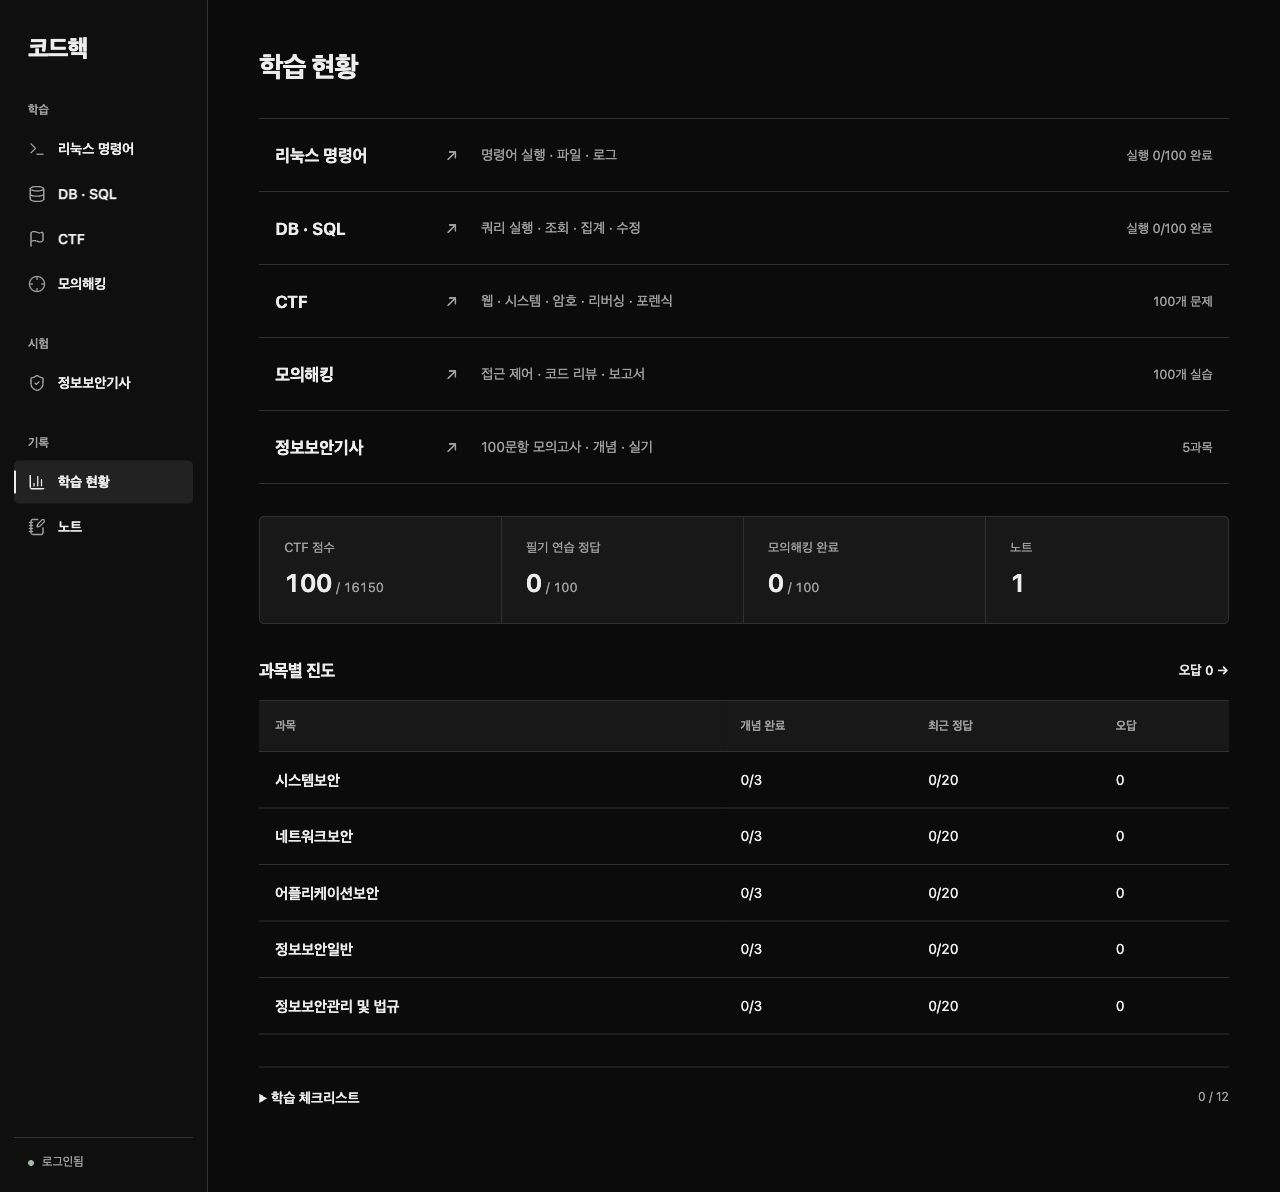 코드핵
학습
리눅스 명령어
DB · SQL
CTF
모의해킹
시험
정보보안기사
기록
학습 현황
노트
로그인됨
학습 현황
리눅스 명령어 ↗ 명령어 실행 · 파일 · 로그 실행 0/100 완료
DB · SQL ↗ 쿼리 실행 · 조회 · 집계 · 수정 실행 0/100 완료
CTF ↗ 웹 · 시스템 · 암호 · 리버싱 · 포렌식 100개 문제
모의해킹 ↗ 접근 제어 · 코드 리뷰 · 보고서 100개 실습
정보보안기사 ↗ 100문항 모의고사 · 개념 · 실기 5과목
CTF 점수
100 / 16150
필기 연습 정답
0 / 100
모의해킹 완료
0 / 100
노트
1
과목별 진도 오답 0 →
과목 개념 완료 최근 정답 오답
시스템보안 0/3 0/20 0
네트워크보안 0/3 0/20 0
어플리케이션보안 0/3 0/20 0
정보보안일반 0/3 0/20 0
정보보안관리 및 법규 0/3 0/20 0
▶ 학습 체크리스트 0 / 12